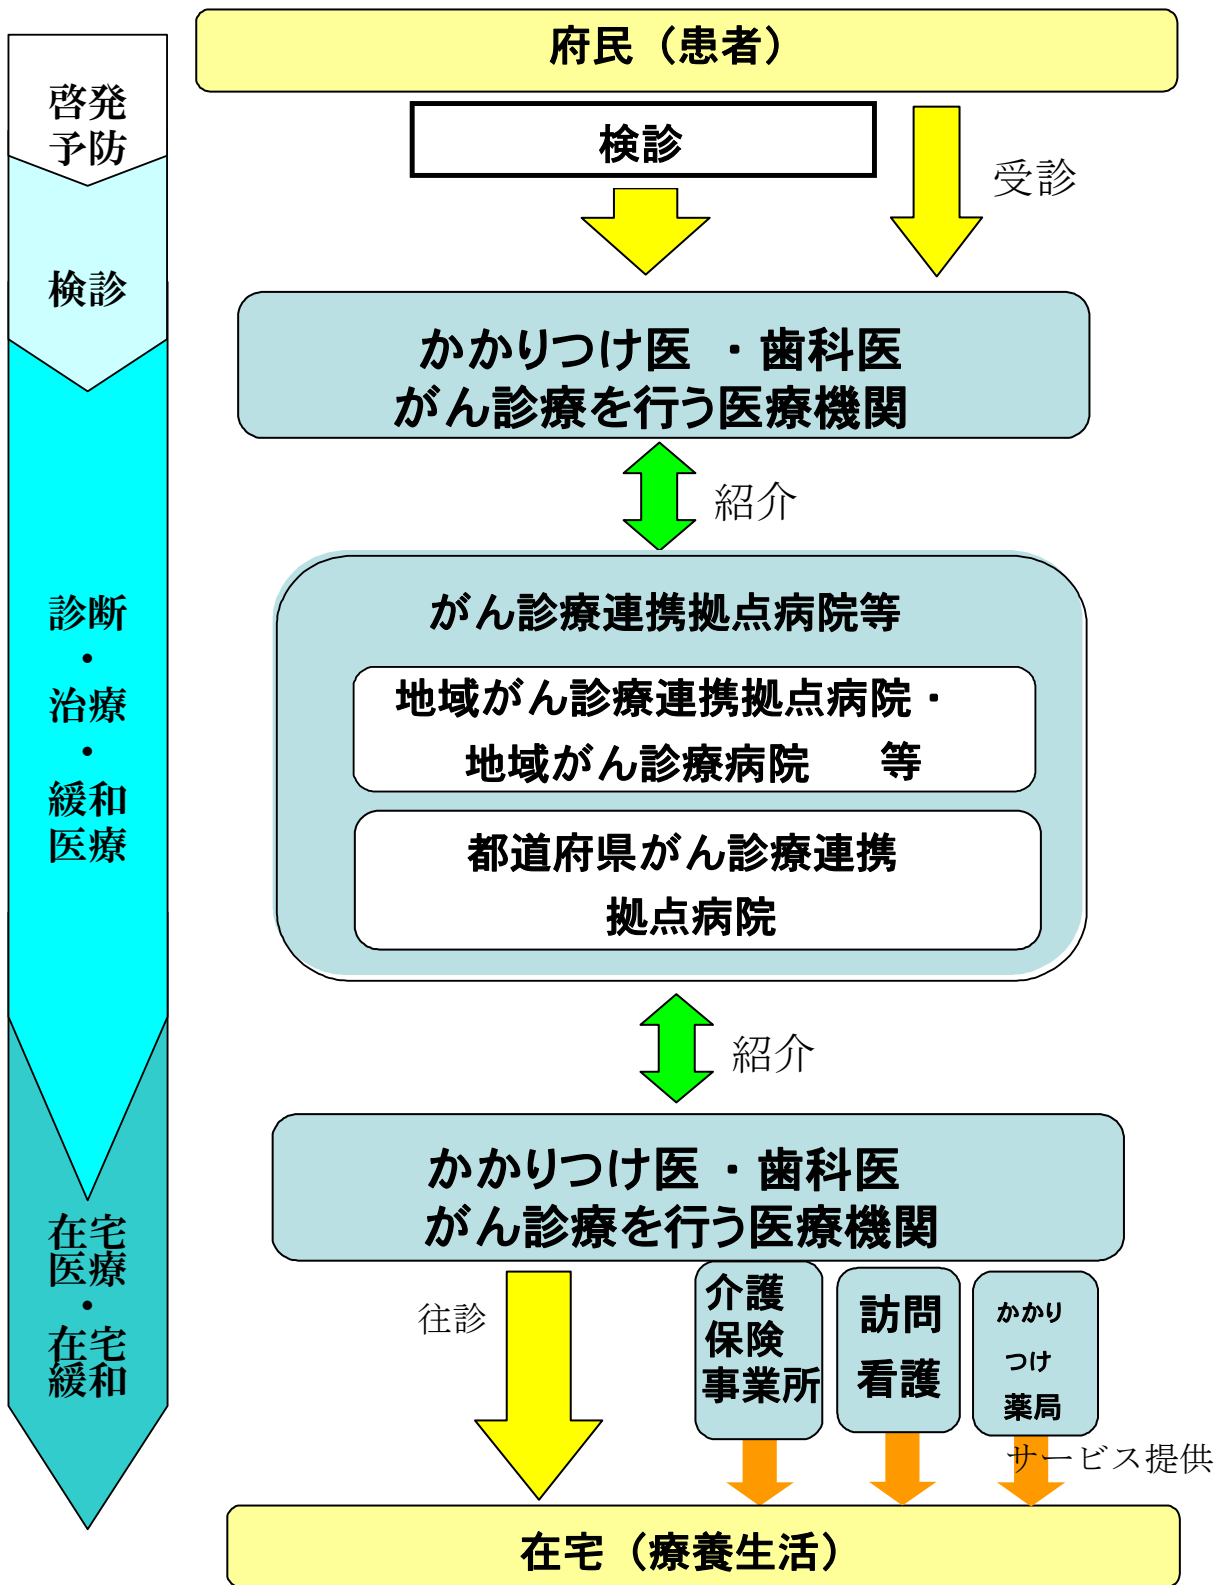 府民（患者）
啓発
予防
検診
受診
検診
かかりつけ医 ・歯科医
がん診療を行う医療機関
紹介
がん診療連携拠点病院等
地域がん診療連携拠点病院・
地域がん診療病院　等
都道府県がん診療連携
拠点病院
診断
・
治療
・
緩和
医療
紹介
かかりつけ医 ・歯科医
がん診療を行う医療機関
在宅
医療
・
在宅
緩和
往診
介護
保険
事業所
訪問
看護
かかり
つけ
薬局
サービス提供
在宅（療養生活）